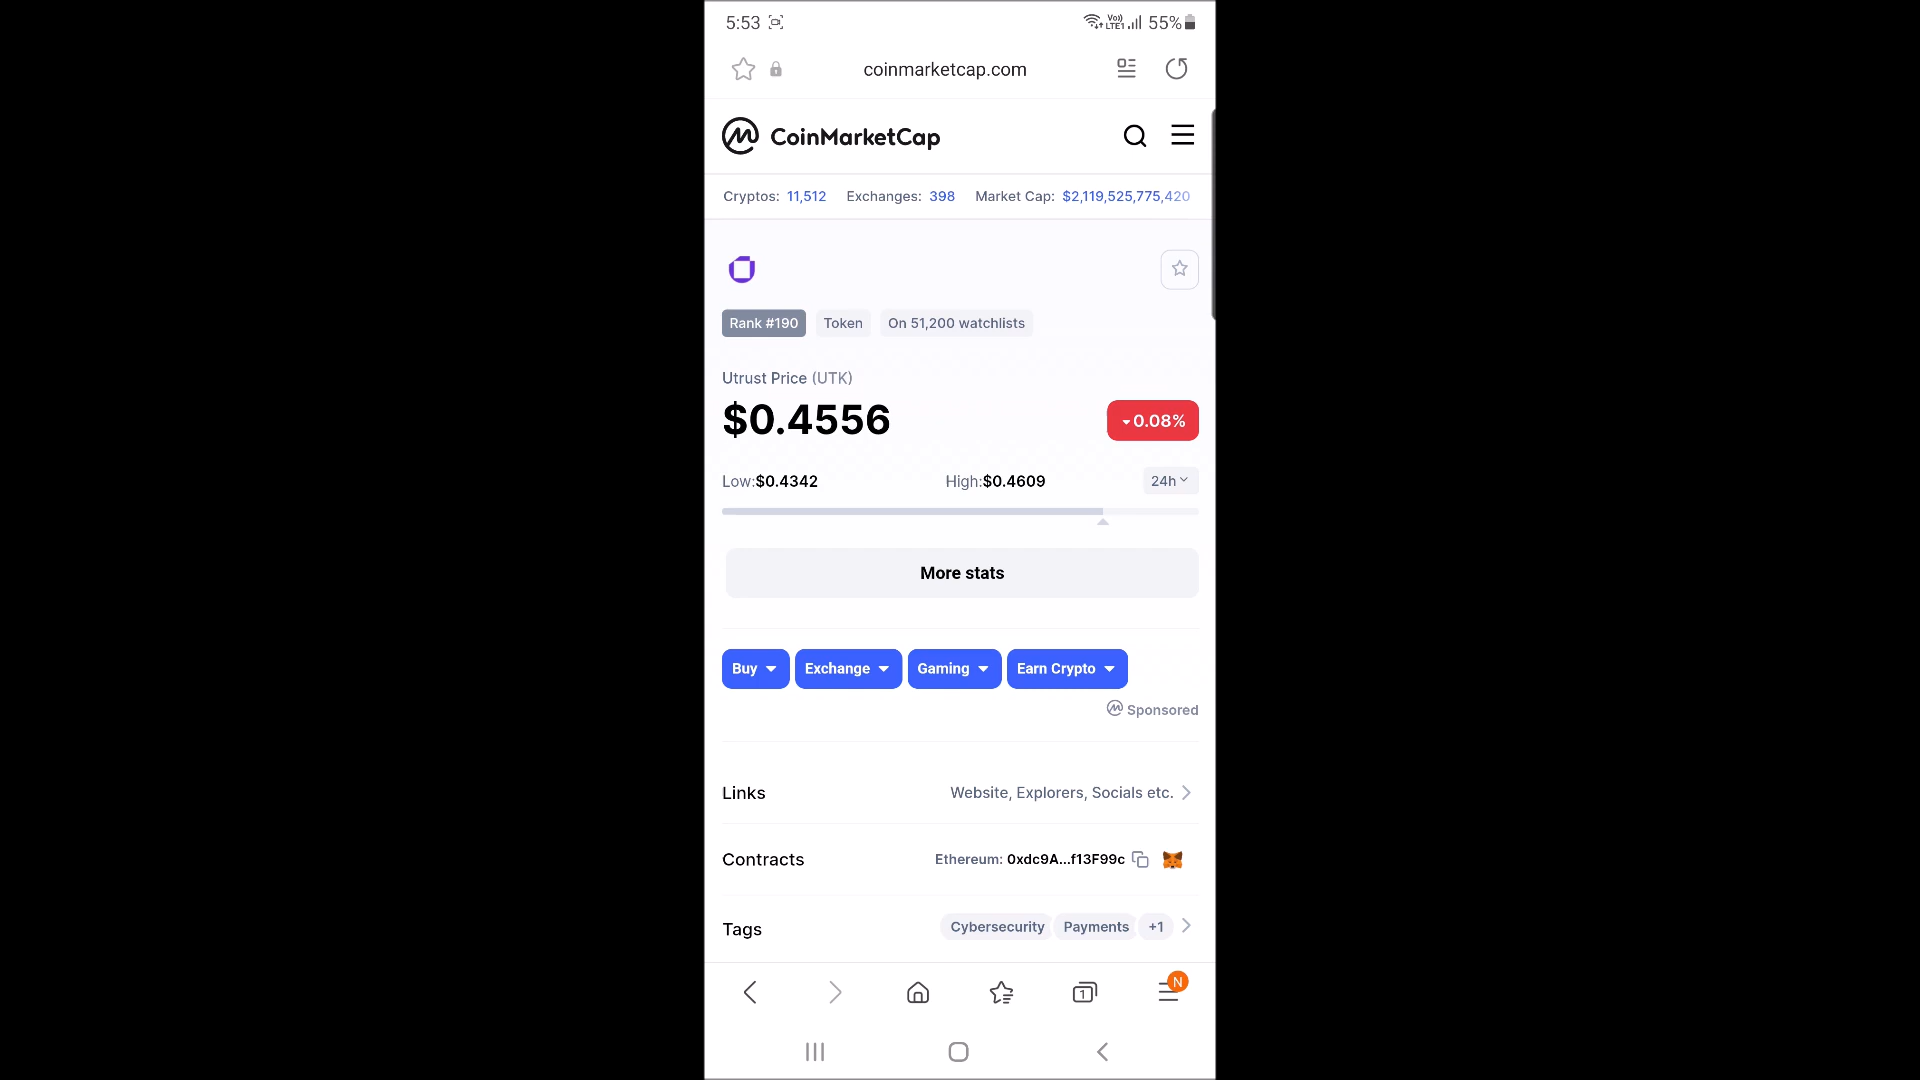 5:53 Vo)) LTE1 55%
coinmarketcap.com
CoinMarketCap
Cryptos: 11,512 Exchanges: 398 Market Cap: $2,119,525,775,420
Rank #190 Token On 51,200 watchlists
Utrust Price (UTK)
$0.4556 0.08%
Low:$0.4342 High:$0.4609 24h
More stats
Buy Exchange Gaming Earn Crypto
Sponsored
Links Website, Explorers, Socials etc.
Contracts Ethereum: 0xdc9A...f13F99c
Tags Cybersecurity Payments +1
1 N